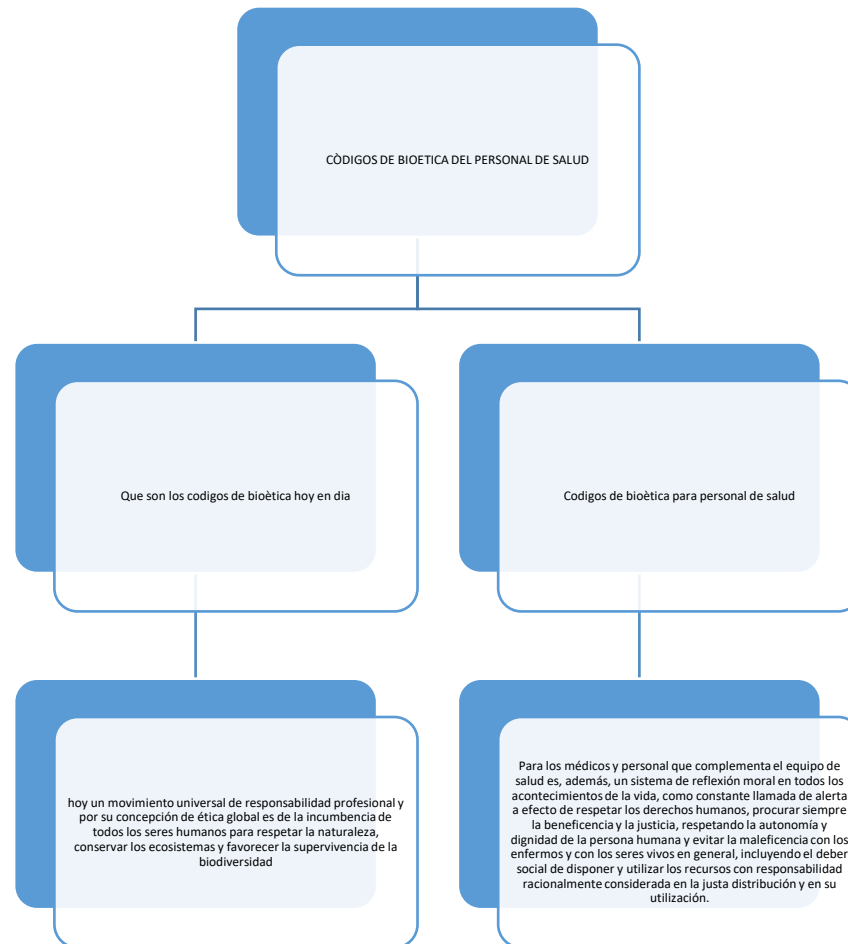 CÒDIGOS DE BIOETICA DEL PERSONAL DE SALUD
Que son los codigos de bioètica hoy en dia
Codigos de bioètica para personal de salud
hoy un movimiento universal de responsabilidad profesional y
por su concepción de ética global es de la incumbencia de
todos los seres humanos para respetar la naturaleza,
conservar los ecosistemas y favorecer la supervivencia de la
biodiversidad
Para los médicos y personal que complementa el equipo de
salud es, además, un sistema de reflexión moral en todos los
acontecimientos de la vida, como constante llamada de alerta
a efecto de respetar los derechos humanos, procurar siempre
la beneficencia y la justicia, respetando la autonomía y
dignidad de la persona humana y evitar la maleficencia con los
enfermos y con los seres vivos en general, incluyendo el deber
social de disponer y utilizar los recursos con responsabilidad
racionalmente considerada en la justa distribución y en su
utilización.